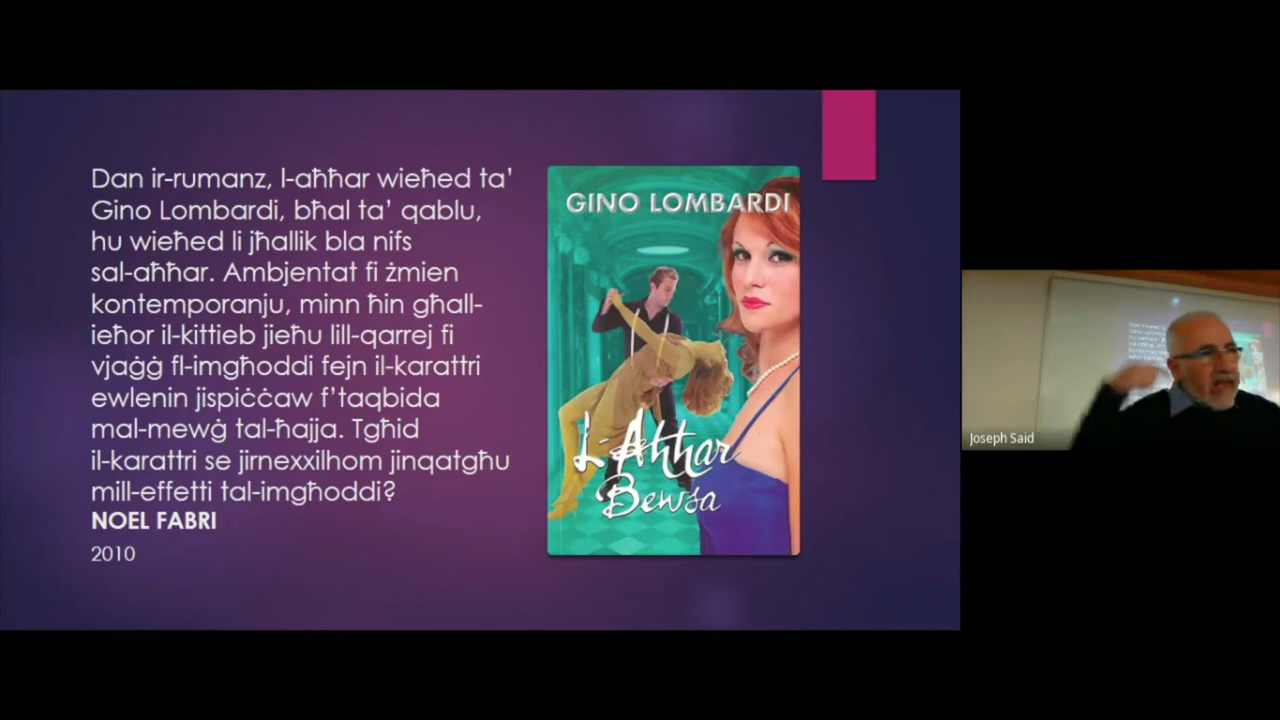 Dan ir-rumanz, l-aħħar wieħed ta'
Gino Lombardi, bħal ta' qablu,
hu wieħed li jħallik bla nifs
sal-aħħar. Ambjentat fi żmien
kontemporanju, minn ħin għall-
ieħor il-kittieb jieħu lill-qarrej fi
vjaġġ fl-imgħoddi fejn il-karattri
ewlenin jispiċċaw f'taqbida
mal-mewġ tal-ħajja. Tgħid
il-karattri se jirnexxilhom jinqatgħu
mill-effetti tal-imgħoddi?
NOEL FABRI
2010
GINO LOMBARDI
L-Aħħar
Bewsa
Joseph Said